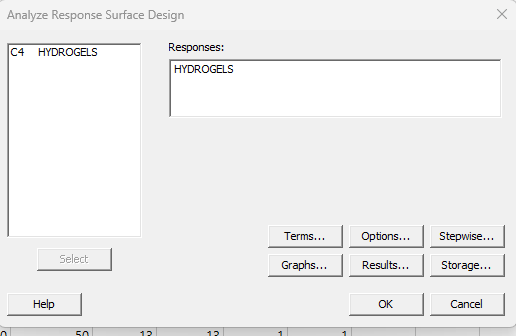 Analyze Response Surface Design
C4 HYDROGELS
Responses:
HYDROGELS
Terms...
Options...
Stepwise...
Select
Graphs...
Results...
Storage...
Help
OK
Cancel